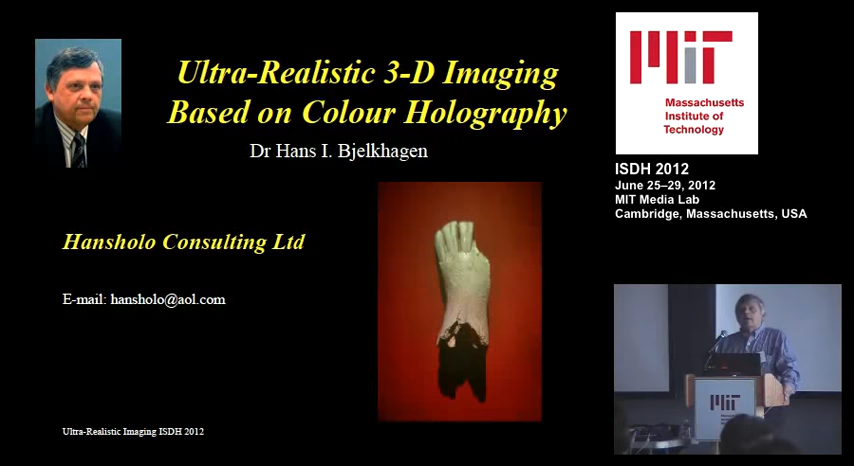 Ultra-Realistic 3-D Imaging
Based on Colour Holography
Dr Hans I. Bjelkhagen
Hansholo Consulting Ltd
E-mail: hansholo@aol.com
Ultra-Realistic Imaging ISDH 2012
MIT
Massachusetts
Institute of
Technology
ISDH 2012
June 25–29, 2012
MIT Media Lab
Cambridge, Massachusetts, USA
MIT